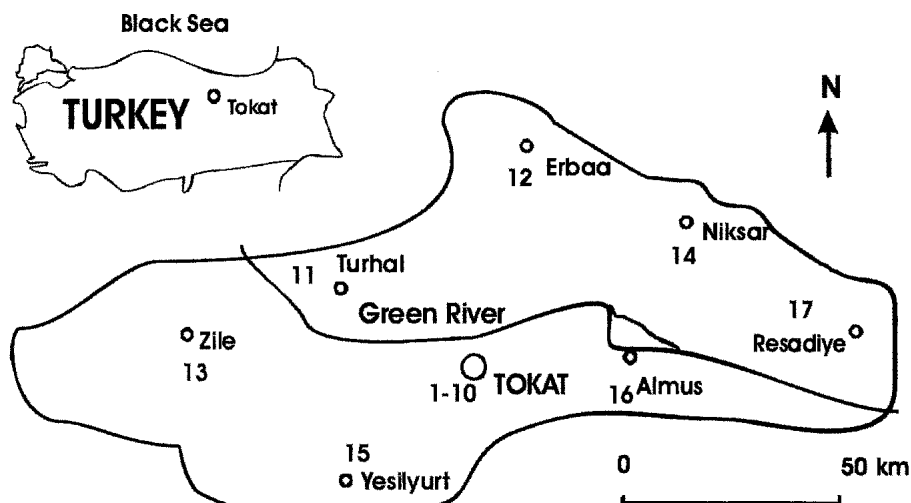 Black Sea
TURKEY
Tokat
N
12
Erbaa
14
Niksar
11
Turhal
Green River
17
Resadiye
Zile
13
1-10
TOKAT
16
Almus
15
Yesilyurt
0
50 km